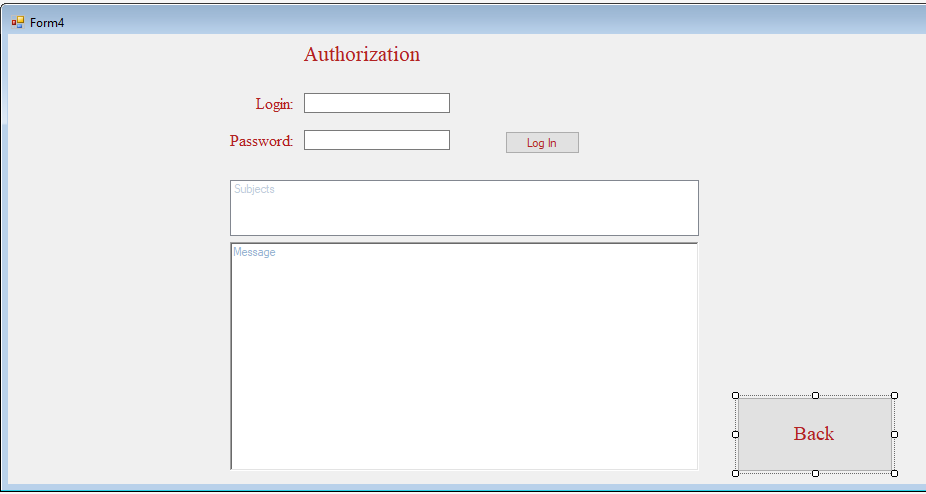 Form4
Authorization
Login:
Password:
Log In
Subjects
Message
Back